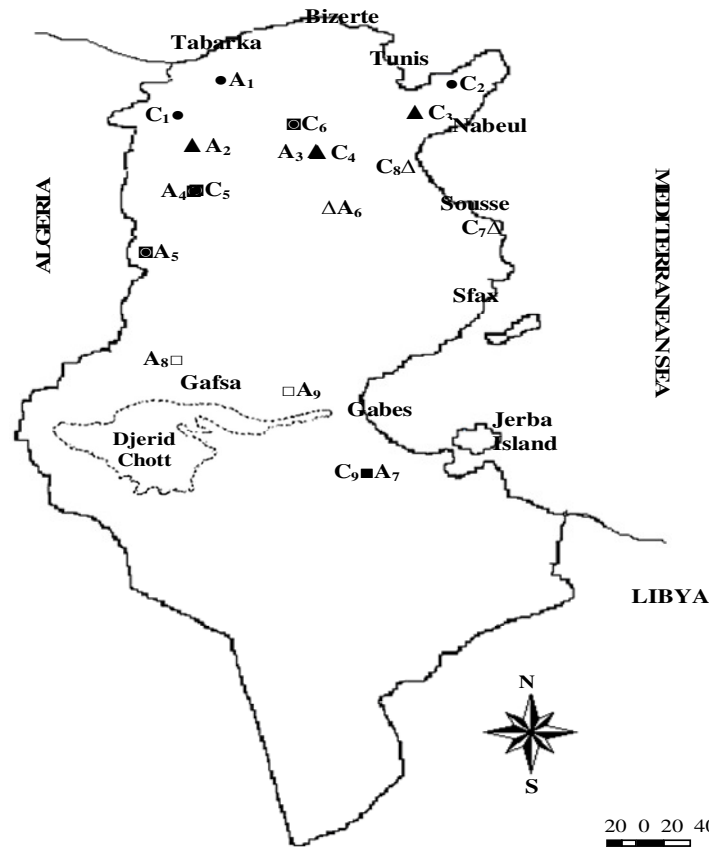 Bizerte
Tabarka
Tunis
A₁
C₂
C₁
C₃
C₆
Nabeul
A₂
A₃ C₄
C₈
A₄ C₅
A₆
Sousse
C₇
A₅
ALGERIA
MEDITERRANEAN SEA
Sfax
A₈
Gafsa
A₉
Gabes
Jerba
Island
Djerid
Chott
C₉ A₇
LIBYA
N
S
20 0 20 40